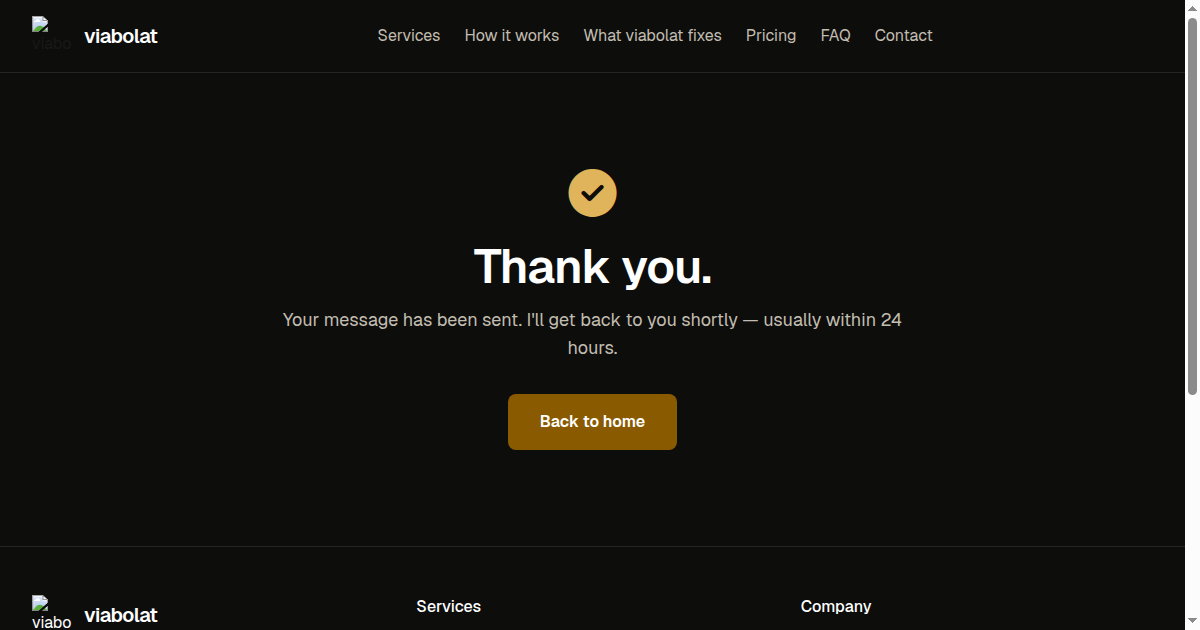 viabo viabolat Services How it works What viabolat fixes Pricing FAQ Contact
Thank you.
Your message has been sent. I'll get back to you shortly — usually within 24
hours.
Back to home
viabo viabolat Services Company